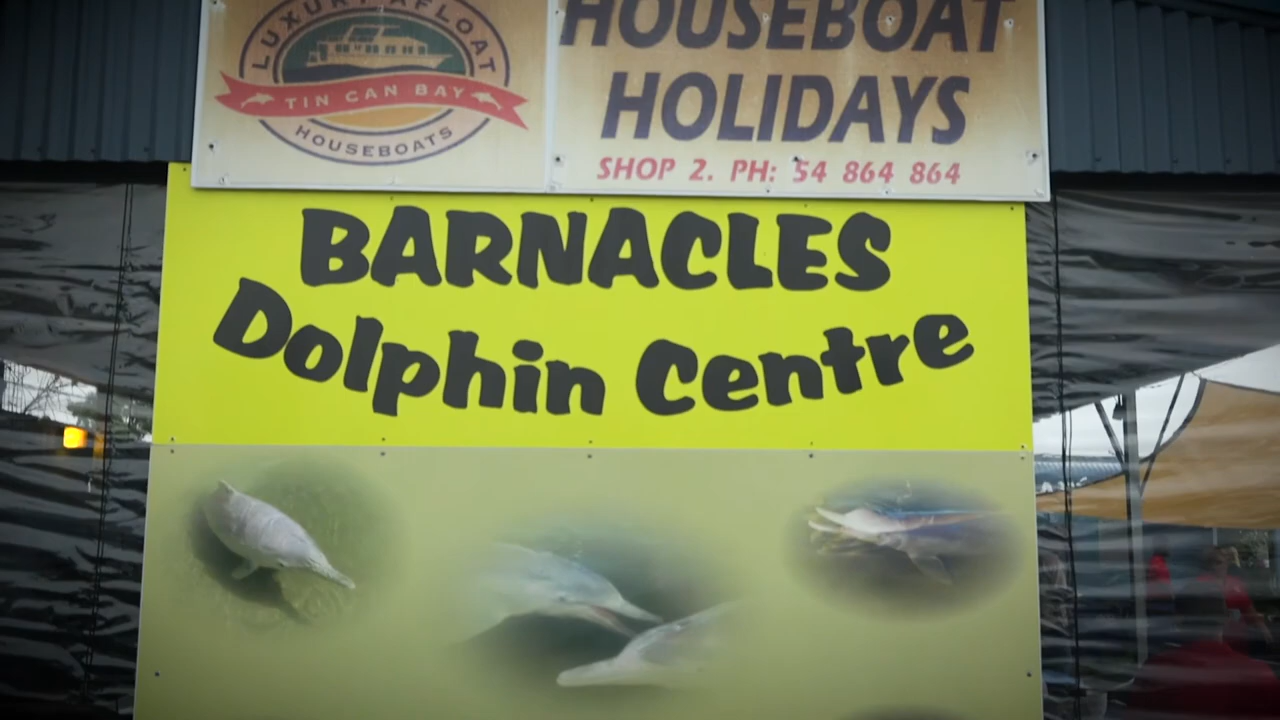 LUXURY AFLOAT
TIN CAN BAY
HOUSEBOATS
HOUSEBOAT
HOLIDAYS
SHOP 2. PH: 54 864 864
BARNACLES
Dolphin Centre